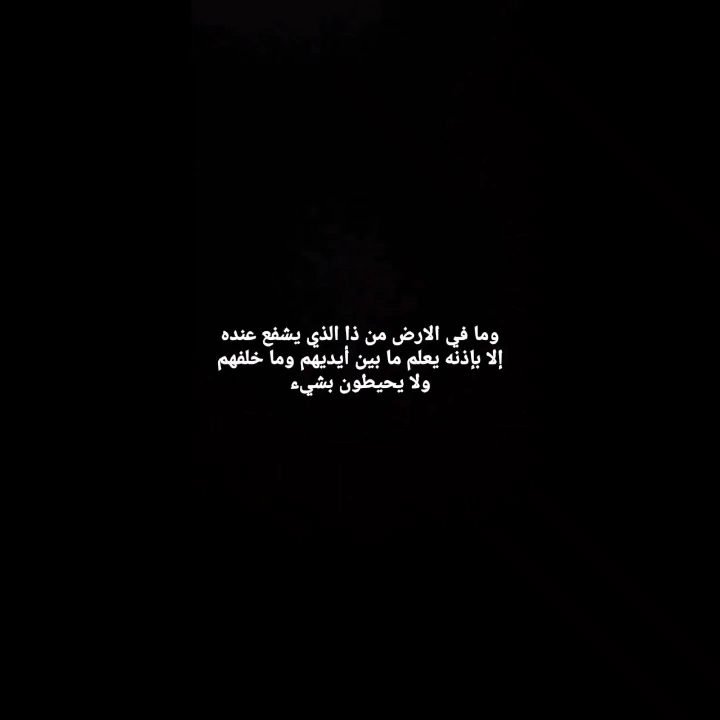 وما في الارض من ذا الذي يشفع عنده
إلا بإذنه يعلم ما بين أيديهم وما خلفهم
ولا يحيطون بشيء